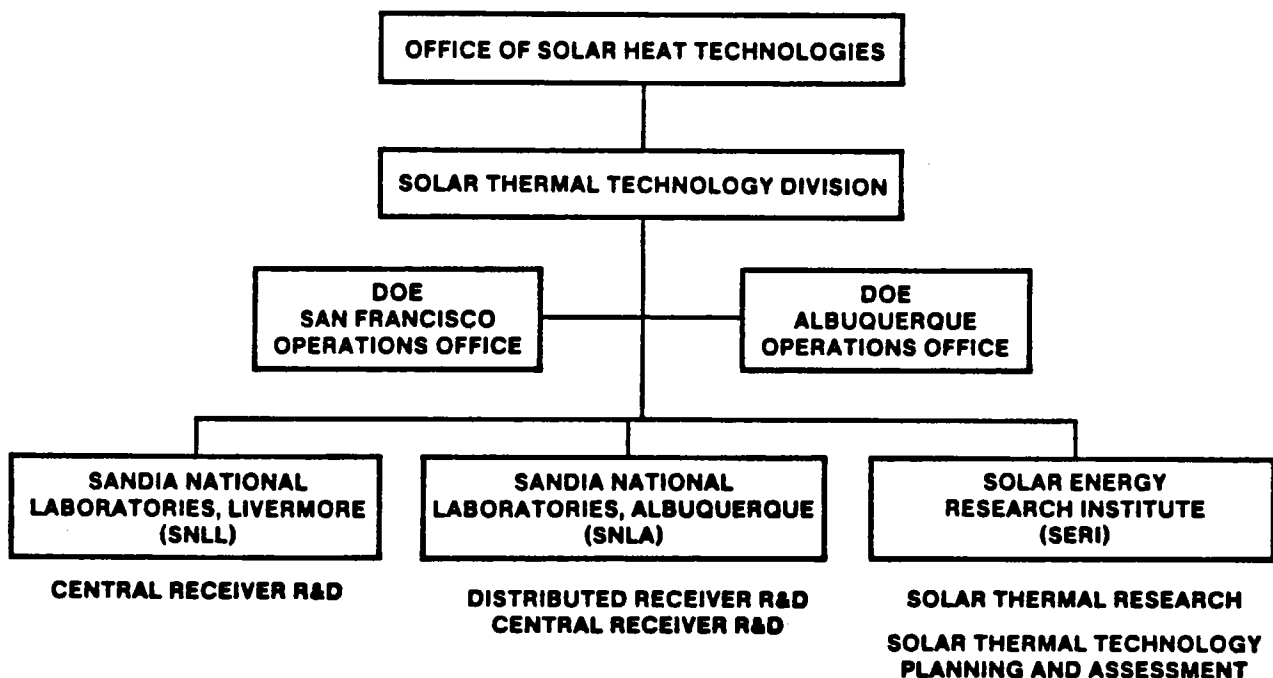 OFFICE OF SOLAR HEAT TECHNOLOGIES
SOLAR THERMAL TECHNOLOGY DIVISION
DOE
SAN FRANCISCO
OPERATIONS OFFICE
DOE
ALBUQUERQUE
OPERATIONS OFFICE
SANDIA NATIONAL
LABORATORIES, LIVERMORE
(SNLL)
CENTRAL RECEIVER R&D
SANDIA NATIONAL
LABORATORIES, ALBUQUERQUE
(SNLA)
DISTRIBUTED RECEIVER R&D
CENTRAL RECEIVER R&D
SOLAR ENERGY
RESEARCH INSTITUTE
(SERI)
SOLAR THERMAL RESEARCH
SOLAR THERMAL TECHNOLOGY
PLANNING AND ASSESSMENT